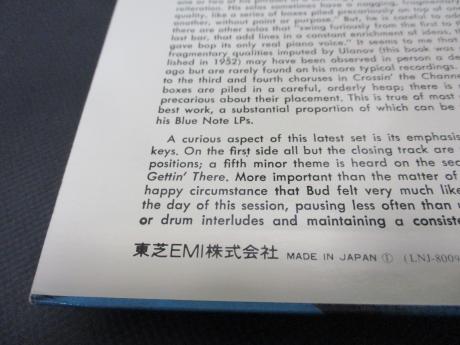 one or two of his phrases
rolleration. His solos sometimes have a nagging, fragmentary
quality, like a series of boxes piled precariously on top of
another, without point or purpose." But, he is careful to add
there are other solos that "swing furiously from the first to
last bar, that add lines in a constant enrichment of ideas,
gave bop its only real piano voice." It seems to me that
fragmentary qualities imputed by Ulanov (this book was
lished in 1952) may have been observed in person a de
ago but are rarely found on his more typical recordings.
to the third and fourth choruses in Crossin' the Channe
boxes are piled in a careful, orderly heap; there is
precarious about their placement. This is true of most
best work, a substantial proportion of which can be
his Blue Note LPs.
A curious aspect of this latest set is its emphasis
keys. On the first side all but the closing track are
positions; a fifth minor theme is heard on the sec
Gettin' There. More important than the matter of
happy circumstance that Bud felt very much like
the day of this session, pausing less often than
or drum interludes and maintaining a consiste
東芝EMI株式会社 MADE IN JAPAN Ⓘ (LNJ-8009